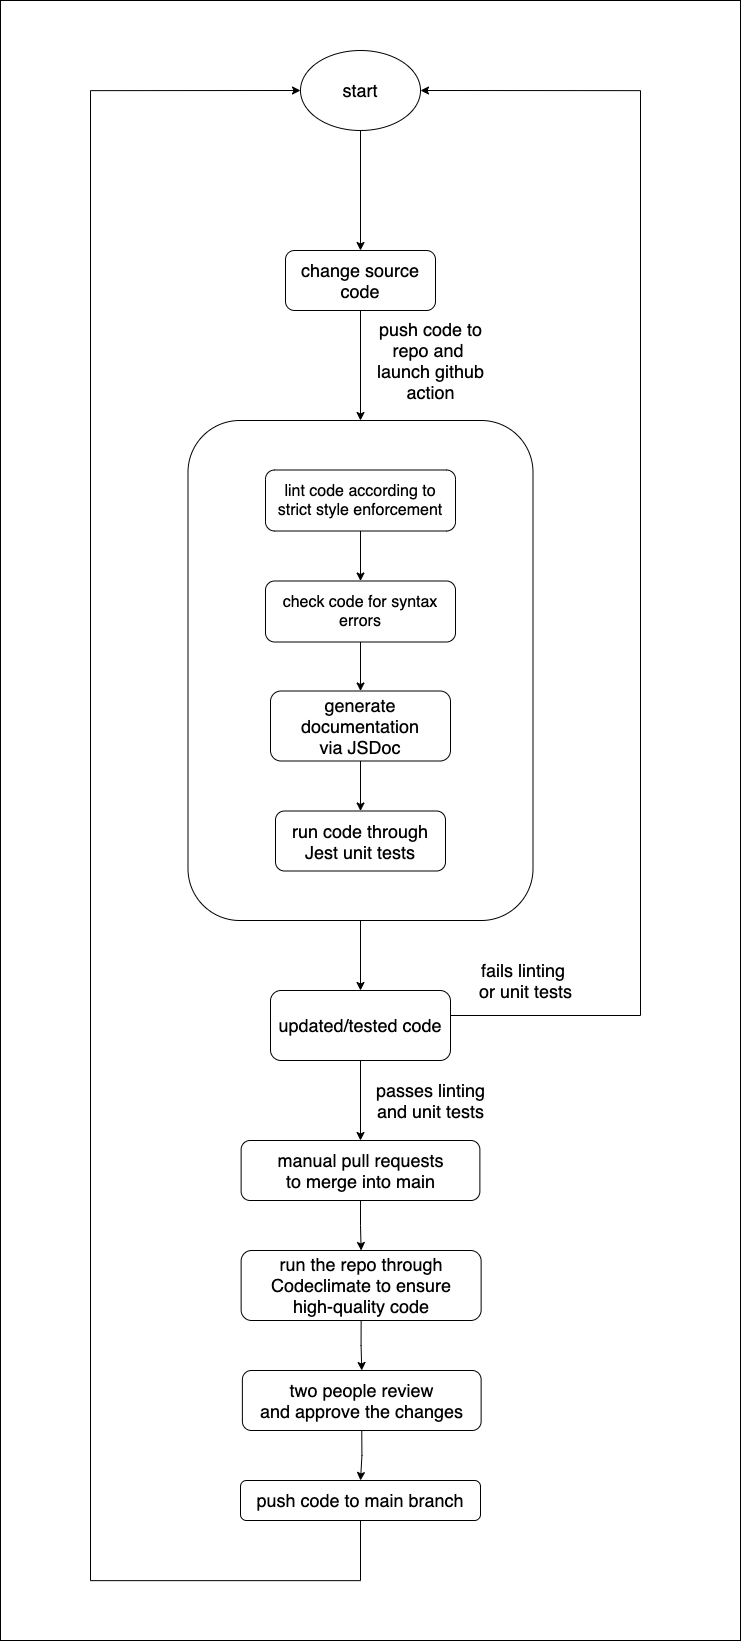 start
change source
code
push code to
repo and
launch github
action
lint code according to
strict style enforcement
check code for syntax
errors
generate
documentation
via JSDoc
run code through
Jest unit tests
fails linting
or unit tests
updated/tested code
passes linting
and unit tests
manual pull requests
to merge into main
run the repo through
Codeclimate to ensure
high-quality code
two people review
and approve the changes
push code to main branch